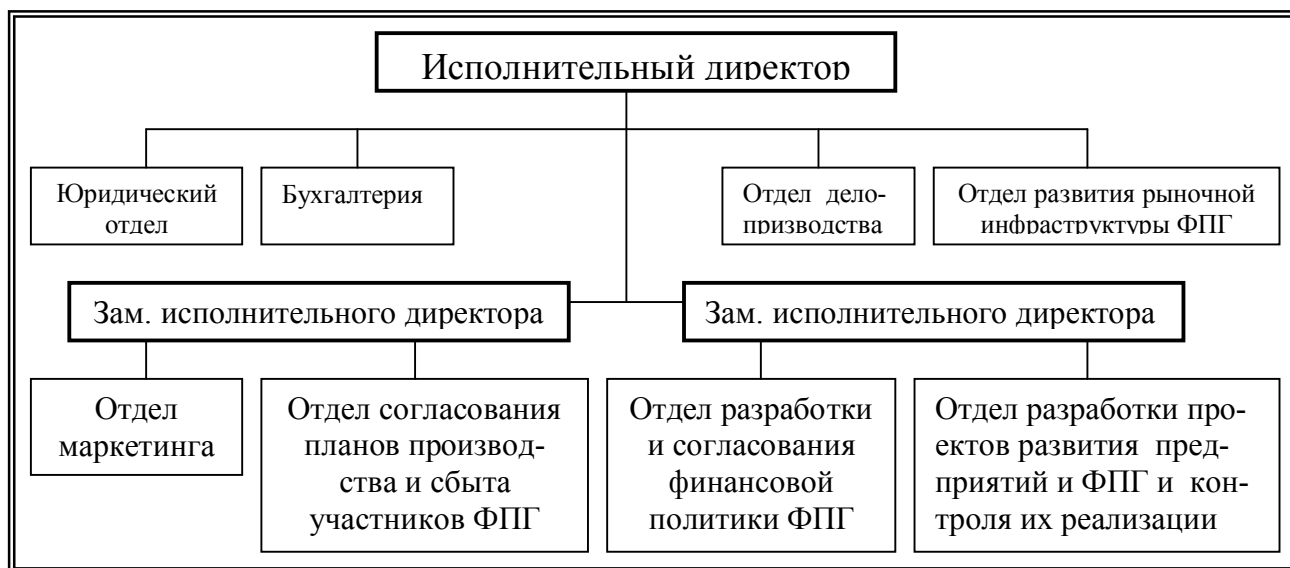 Исполнительный директор
Юридический
отдел
Бухгалтерия
Отдел дело-
призводства
Отдел развития рыночной
инфраструктуры ФПГ
Зам. исполнительного директора
Зам. исполнительного директора
Отдел
маркетинга
Отдел согласования
планов производ-
ства и сбыта
участников ФПГ
Отдел разработки
и согласования
финансовой
политики ФПГ
Отдел разработки про-
ектов развития пред-
приятий и ФПГ и кон-
троля их реализации